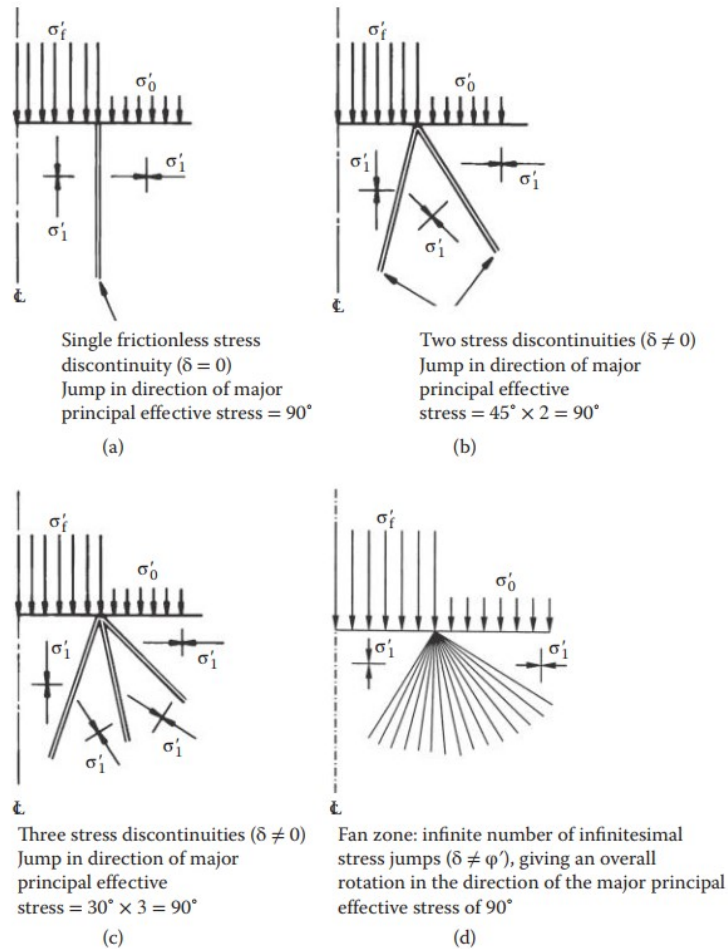 σ′f
σ′0
σ′1
σ′1
℄
Single frictionless stress
discontinuity (δ = 0)
Jump in direction of major
principal effective stress = 90°
(a)
σ′f
σ′0
σ′1
σ′1
σ′1
℄
Two stress discontinuities (δ ≠ 0)
Jump in direction of major
principal effective
stress = 45° × 2 = 90°
(b)
σ′f
σ′0
σ′1
σ′1
σ′1
σ′1
℄
Three stress discontinuities (δ ≠ 0)
Jump in direction of major
principal effective
stress = 30° × 3 = 90°
(c)
σ′f
σ′0
σ′1
σ′1
℄
Fan zone: infinite number of infinitesimal
stress jumps (δ ≠ φ′), giving an overall
rotation in the direction of the major principal
effective stress of 90°
(d)